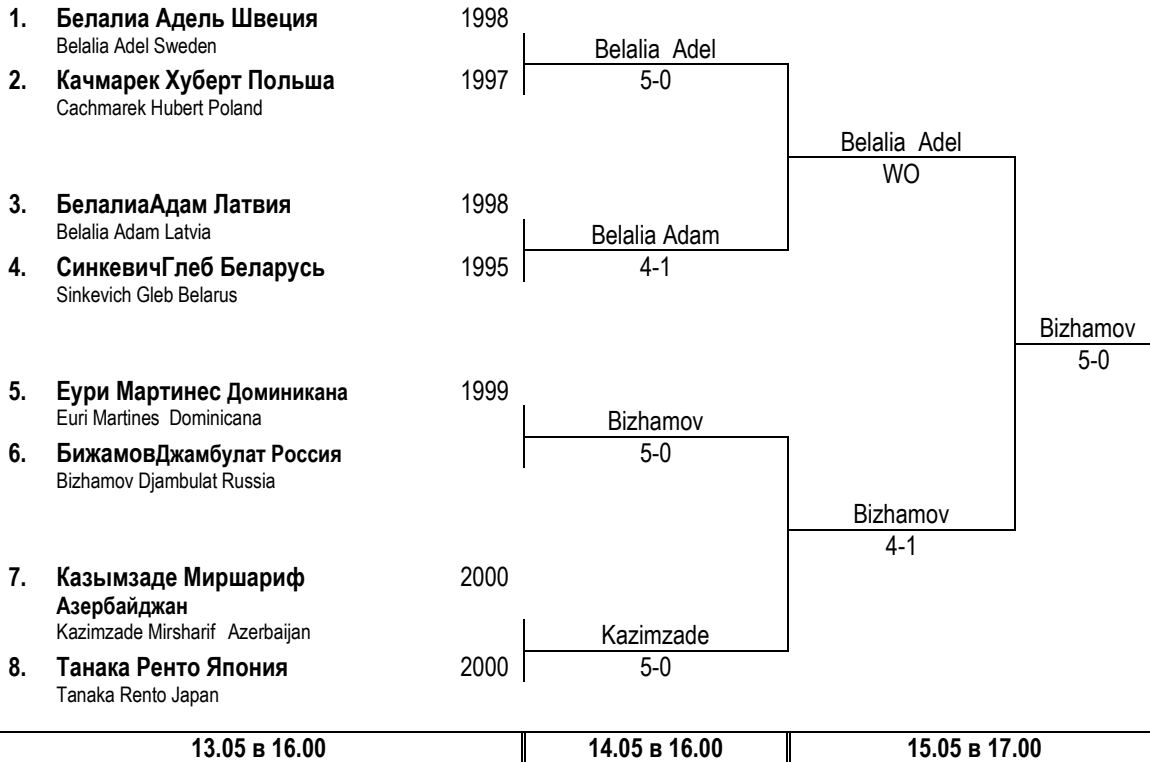 1. Белалиа Адель Швеция 1998
Belalia Adel Sweden
Belalia Adel
5-0
2. Качмарек Хуберт Польша 1997
Cachmarek Hubert Poland
Belalia Adel
WO
3. БелалиаАдам Латвия 1998
Belalia Adam Latvia
Belalia Adam
4-1
4. СинкевичГлеб Беларусь 1995
Sinkevich Gleb Belarus
Bizhamov
5-0
5. Еури Мартинес Доминикана 1999
Euri Martines Dominicana
Bizhamov
5-0
6. БижамовДжамбулат Россия
Bizhamov Djambulat Russia
Bizhamov
4-1
7. Казымзаде Миршариф 2000
Азербайджан
Kazimzade Mirsharif Azerbaijan
Kazimzade
5-0
8. Танака Ренто Япония 2000
Tanaka Rento Japan
13.05 в 16.00 14.05 в 16.00 15.05 в 17.00